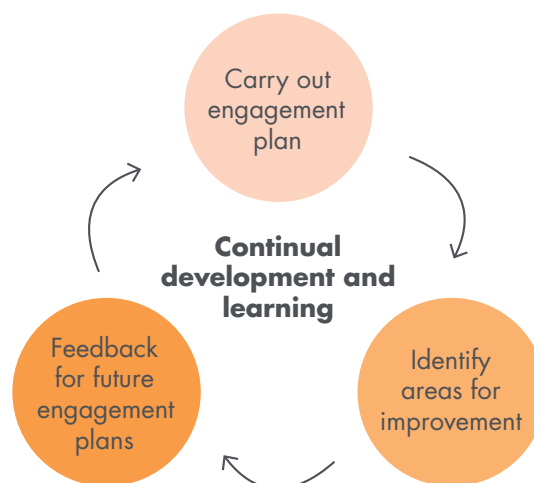 Carry out
engagement
plan
Continual
development and
learning
Identify
areas for
improvement
Feedback
for future
engagement
plans